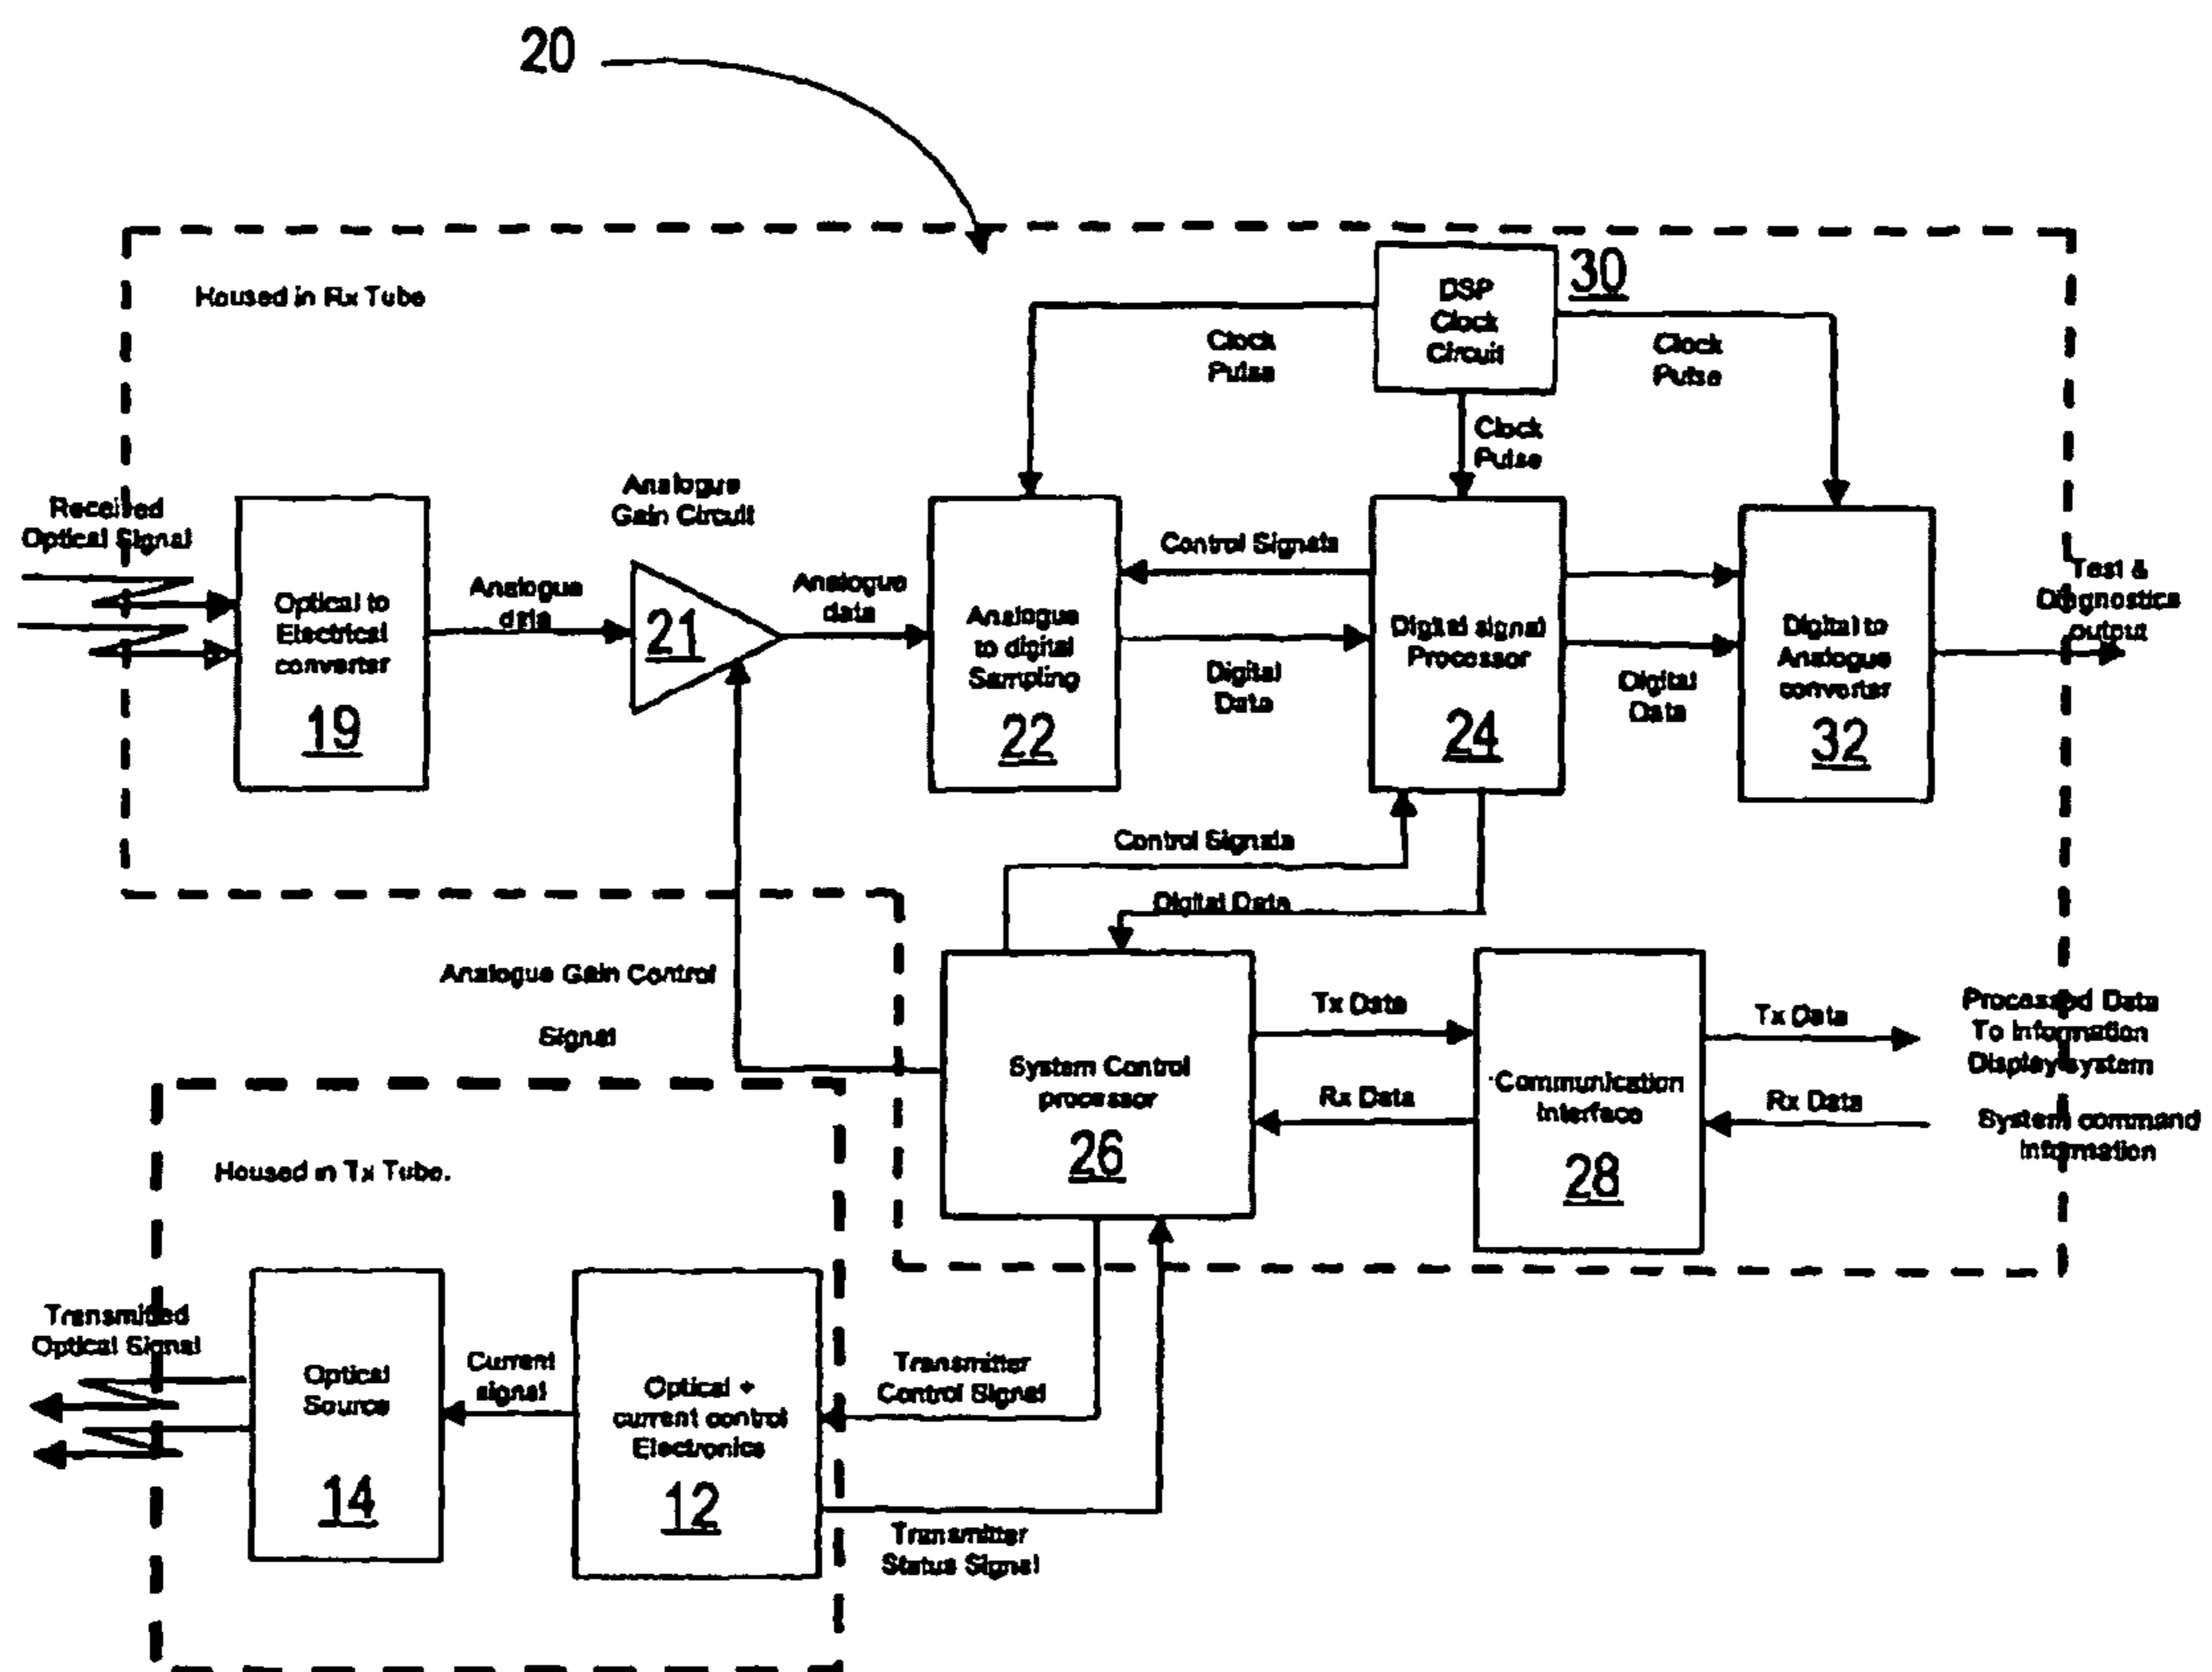 20
Housed in Rx Tube
30
DSP
Clock
Circuit
Clock
Pulse
Clock
Pulse
Clock
Pulse
Received
Optical Signal
Analogue
Gain Circuit
Optical to
Electrical
converter
19
Analogue
data
21
Analogue
data
Analogue
to digital
Sampling
22
Control Signals
Digital
Data
Digital signal
Processor
24
Digital
Data
Digital to
Analogue
converter
32
Test &
Diagnostics
output
Control Signals
Digital Data
Analogue Gain Control
Signal
System Control
processor
26
Tx Data
Rx Data
Communication
Interface
28
Tx Data
Rx Data
Processed Data
To Information
Display system
System command
Information
Housed in Tx Tube.
Transmitted
Optical Signal
Optical
Source
14
Current
signal
Optical +
current control
Electronics
12
Transmitter
Control Signal
Transmitter
Status Signal